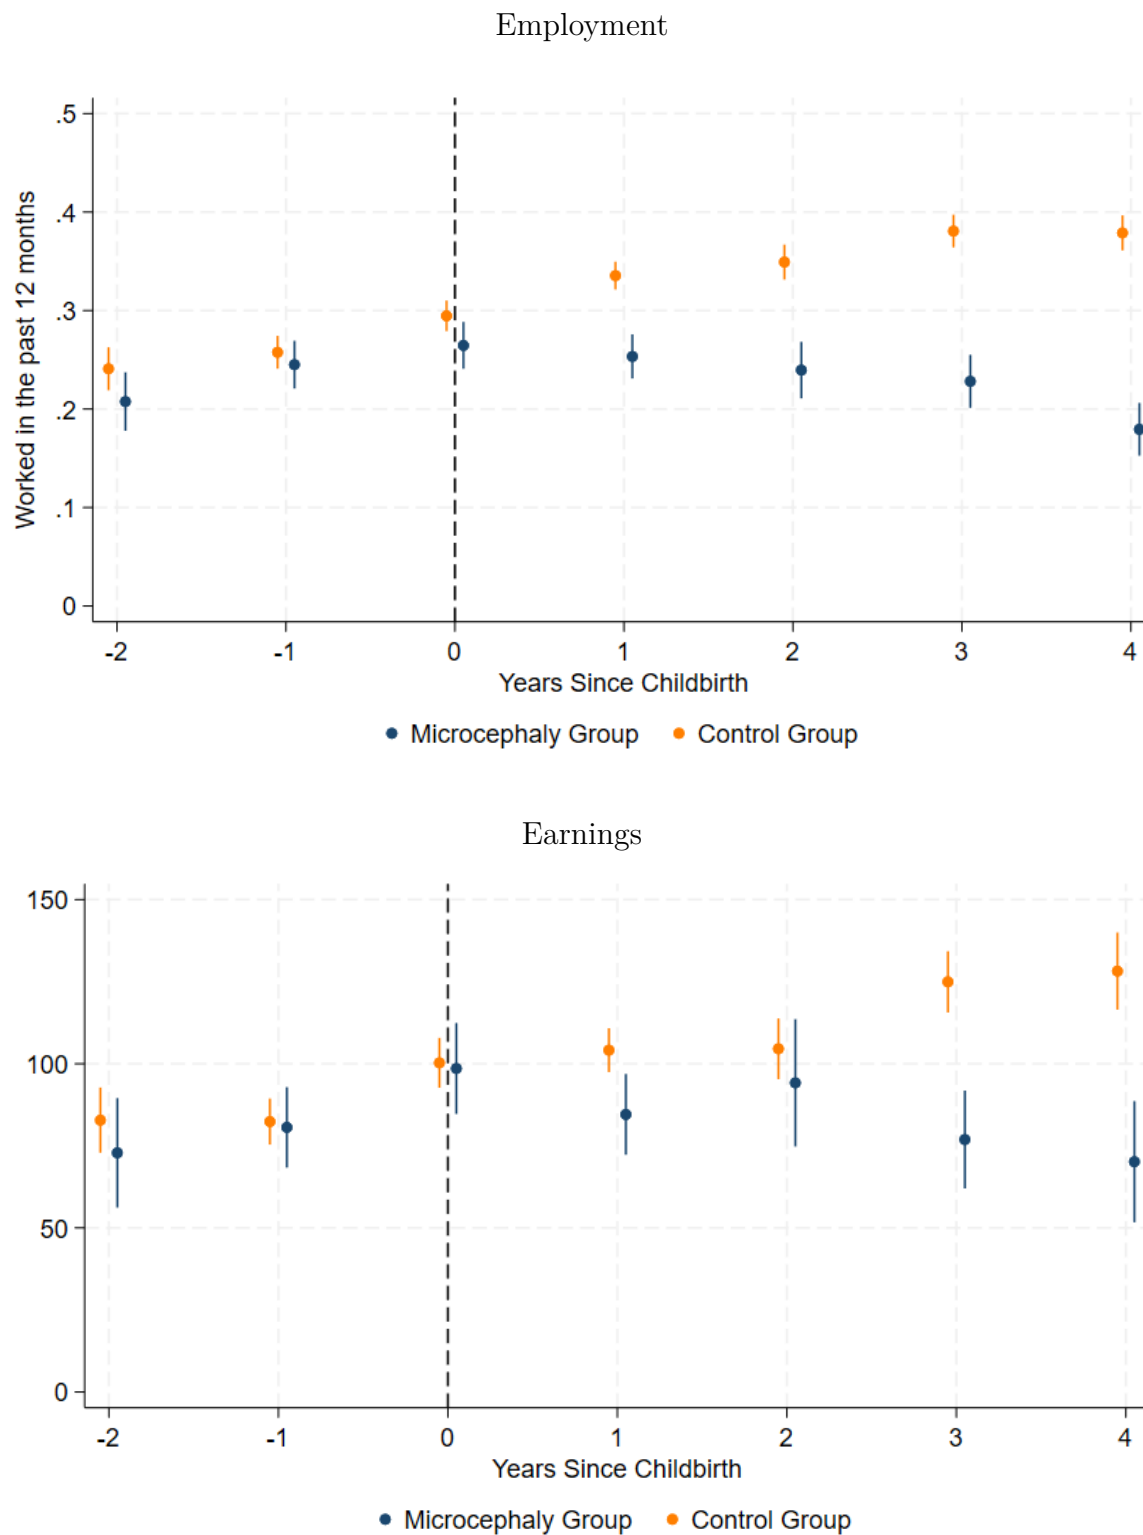 Employment
Worked in the past 12 months
.5
.4
.3
.2
.1
0
-2 -1 0 1 2 3 4
Years Since Childbirth
Microcephaly Group Control Group
Earnings
150
100
50
0
-2 -1 0 1 2 3 4
Years Since Childbirth
Microcephaly Group Control Group